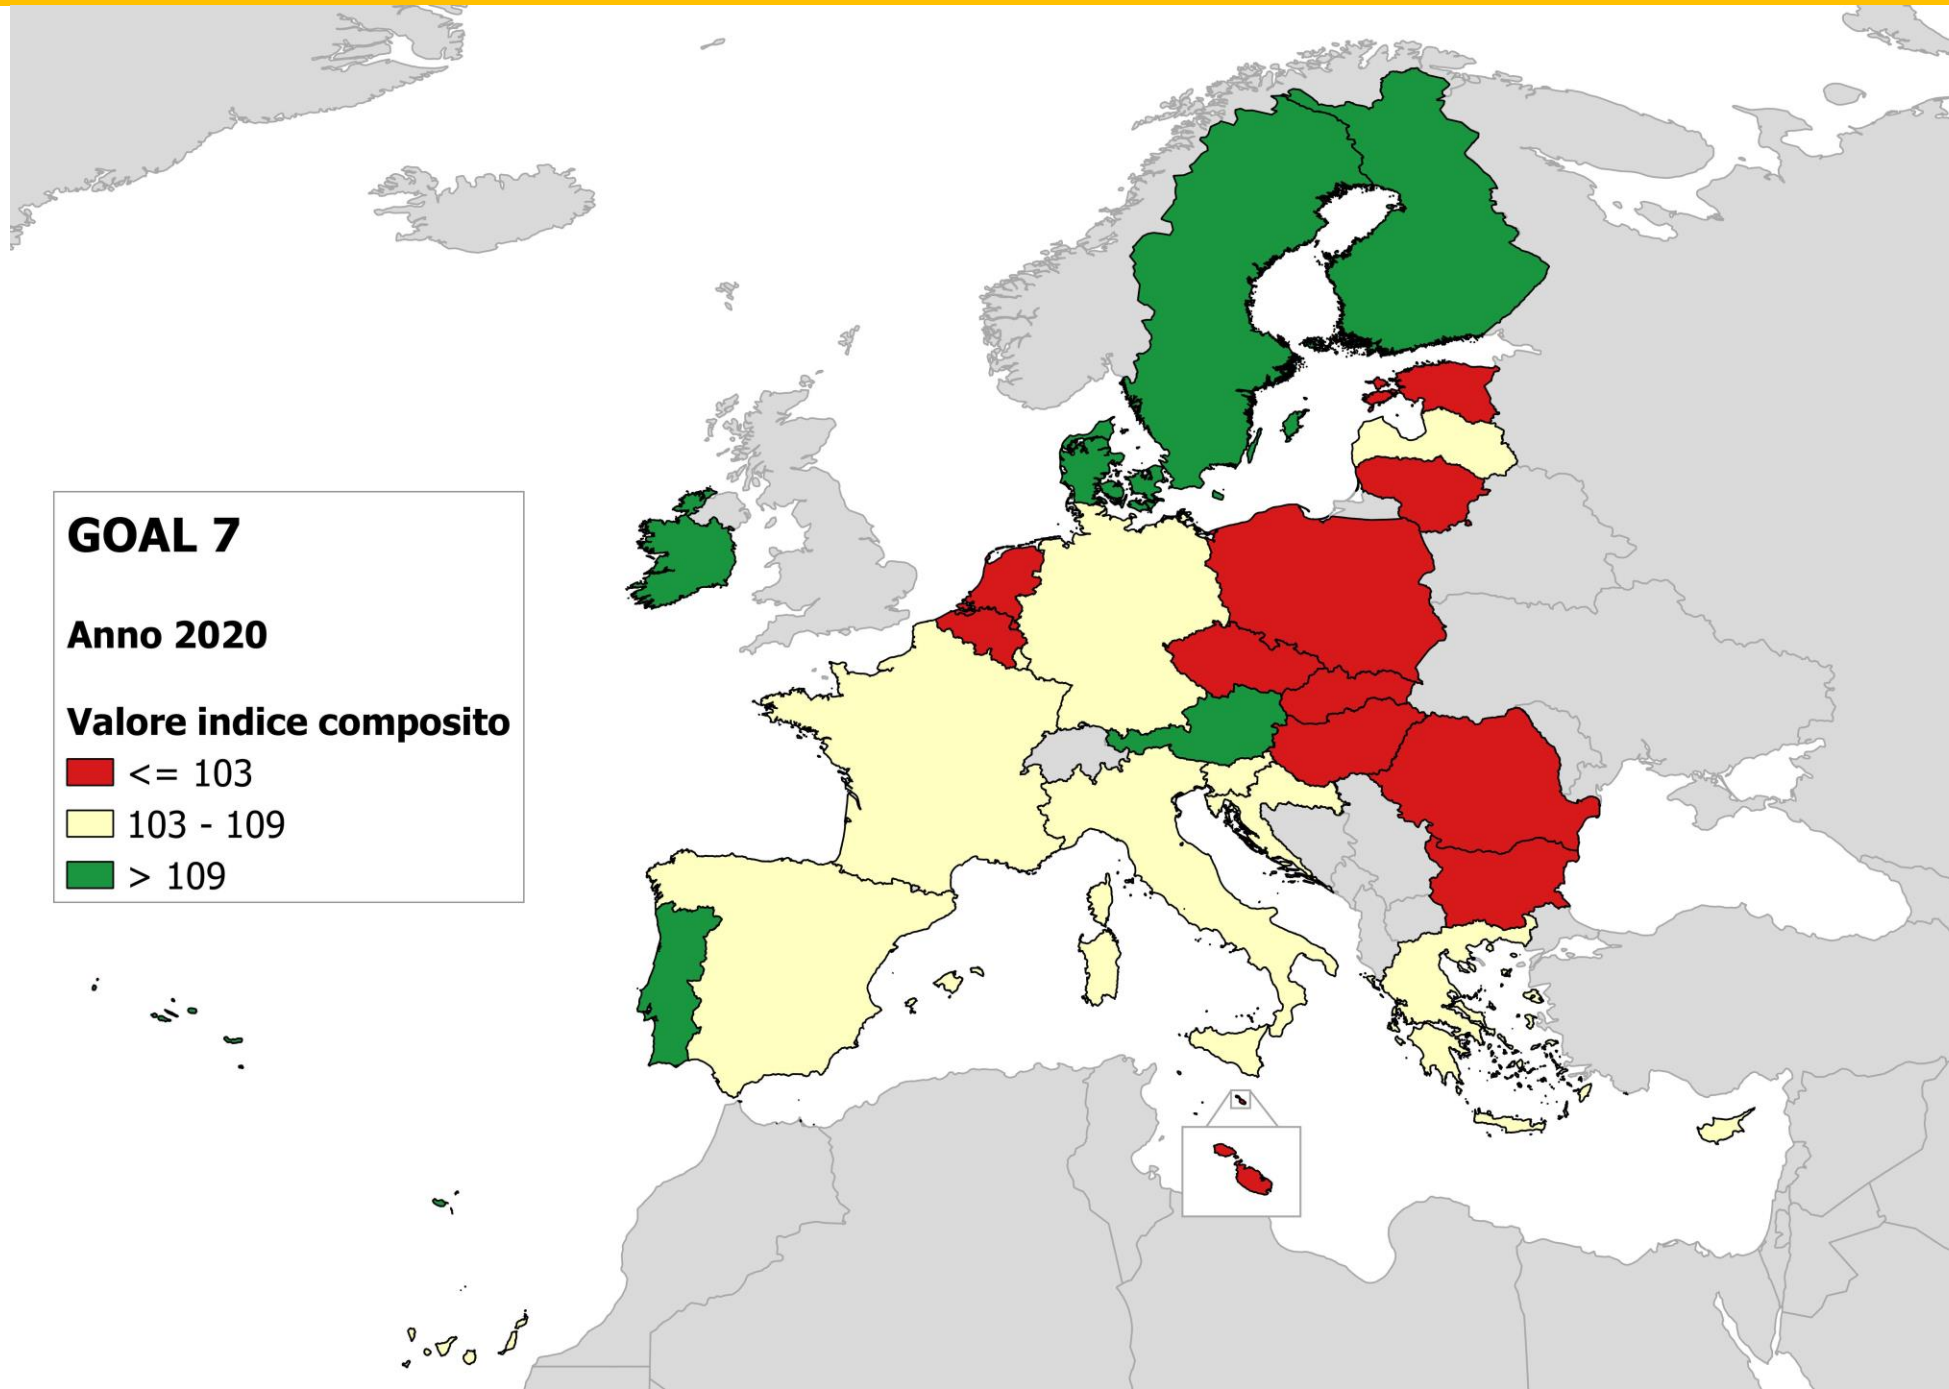 GOAL 7
Anno 2020
Valore indice composito
<= 103
103 - 109
> 109